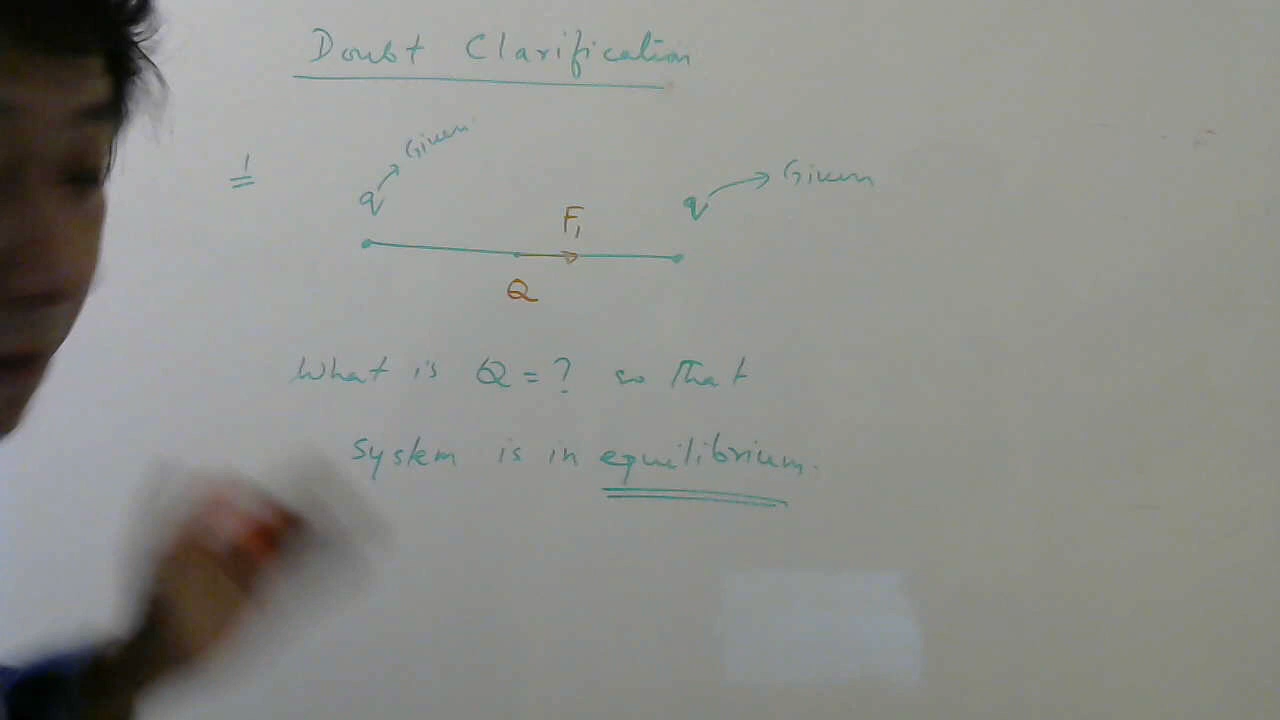 Doubt Clarification
1
q Given
q Given
F1
Q
What is Q = ? so that
system is in equilibrium.